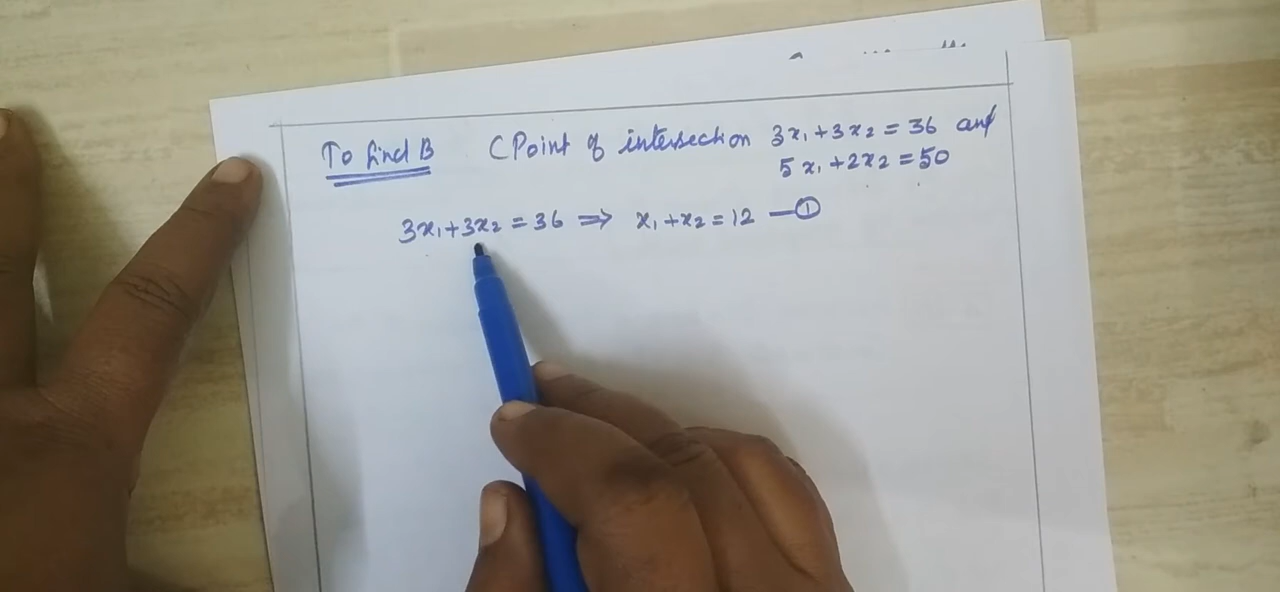 To find B (Point of intersection 3x₁+3x₂=36 and
5x₁+2x₂=50
3x₁+3x₂=36 ⇒ x₁+x₂=12 —①